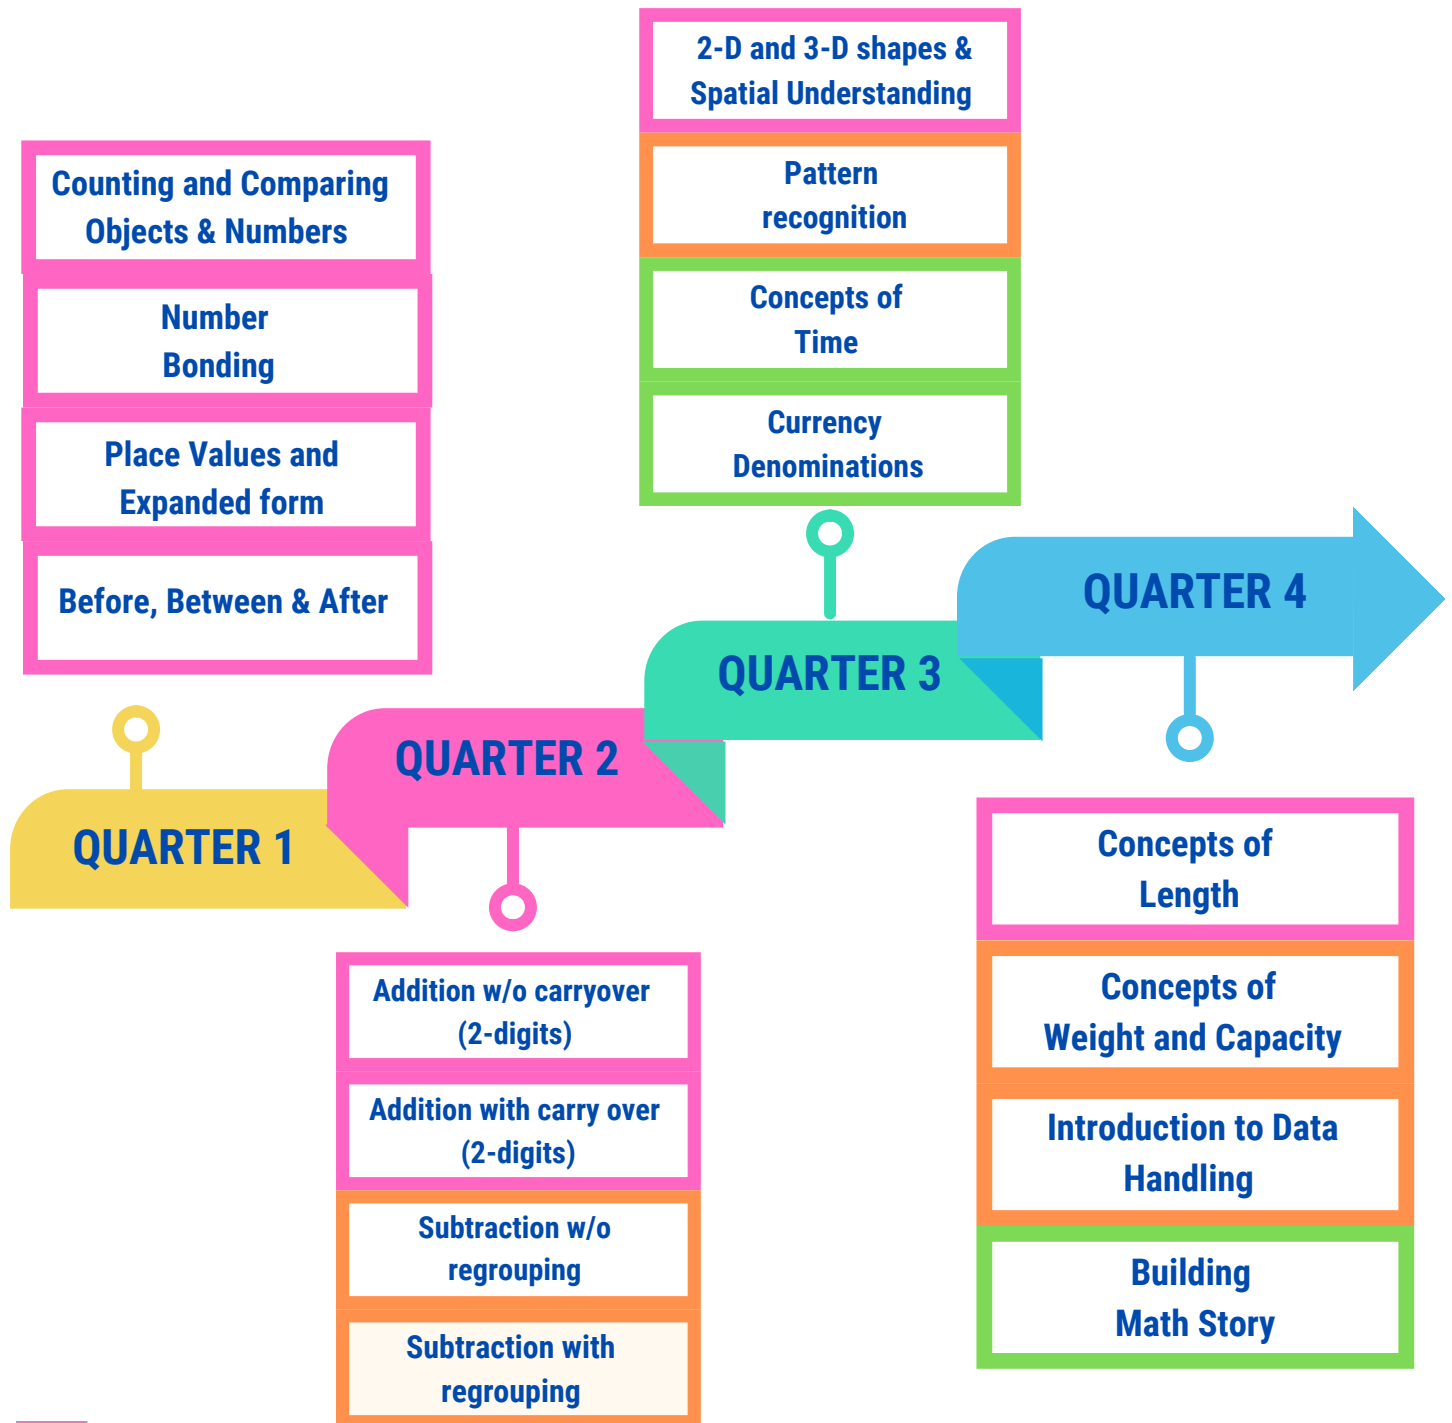 QUARTER 1
Counting and Comparing
Objects & Numbers
Number
Bonding
Place Values and
Expanded form
Before, Between & After
QUARTER 2
Addition w/o carryover
(2-digits)
Addition with carry over
(2-digits)
Subtraction w/o
regrouping
Subtraction with
regrouping
QUARTER 3
2-D and 3-D shapes &
Spatial Understanding
Pattern
recognition
Concepts of
Time
Currency
Denominations
QUARTER 4
Concepts of
Length
Concepts of
Weight and Capacity
Introduction to Data
Handling
Building
Math Story